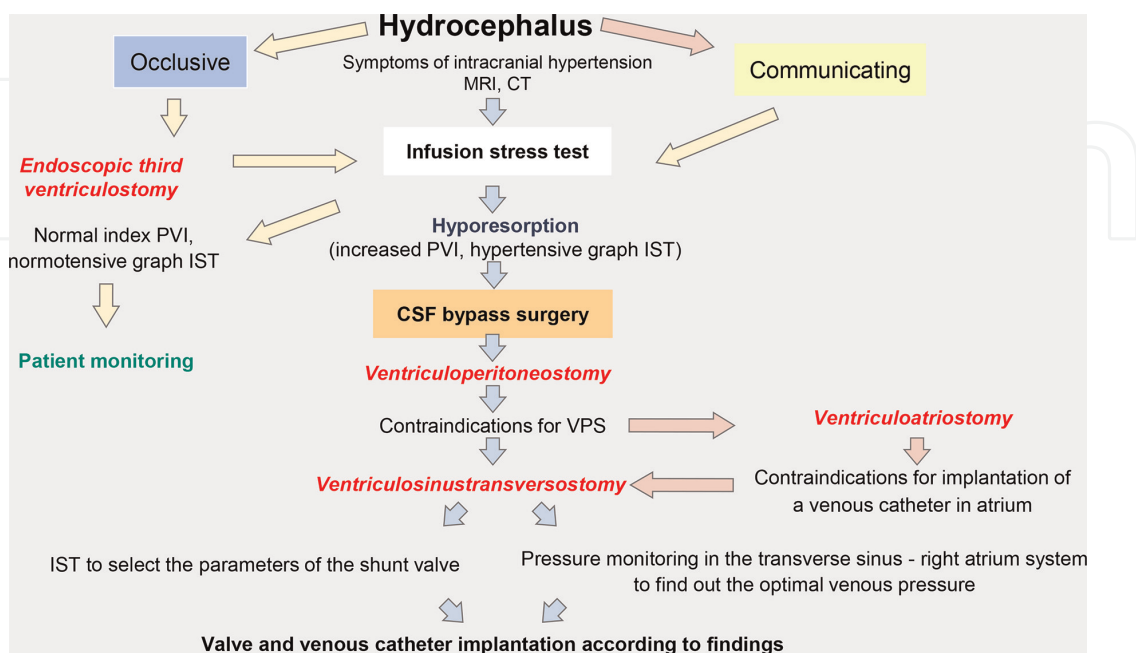 Hydrocephalus
Occlusive
Symptoms of intracranial hypertension
MRI, CT
Communicating
Infusion stress test
Endoscopic third
ventriculostomy
Hyporesorption
(increased PVI, hypertensive graph IST)
Normal index PVI,
normotensive graph IST
CSF bypass surgery
Patient monitoring
Ventriculoperitoneostomy
Contraindications for VPS
Ventriculoatriostomy
Ventriculosinustransversostomy
Contraindications for implantation of
a venous catheter in atrium
IST to select the parameters of the shunt valve
Pressure monitoring in the transverse sinus - right atrium system
to find out the optimal venous pressure
Valve and venous catheter implantation according to findings